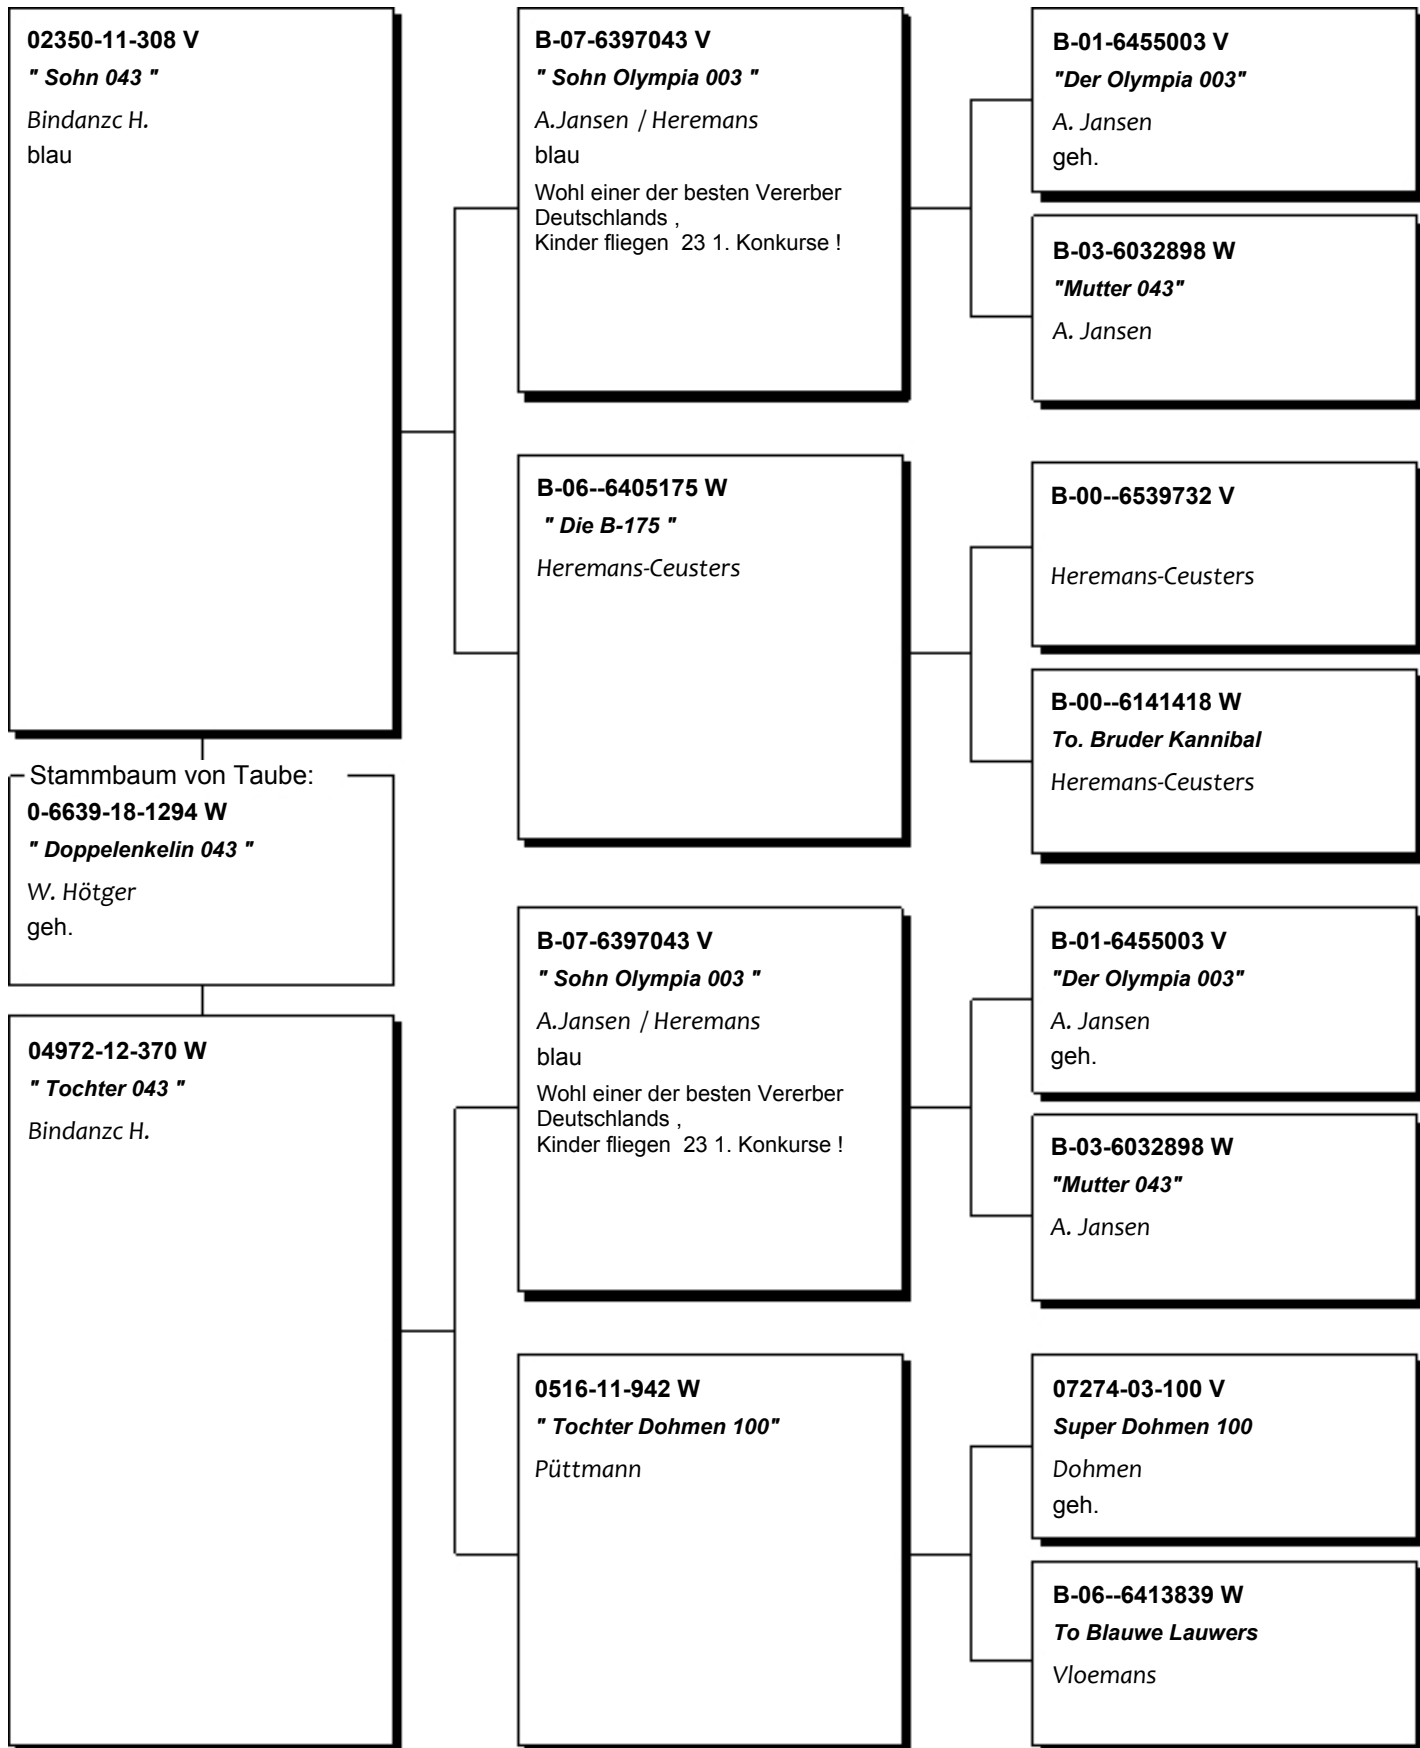 02350-11-308 V
" Sohn 043 "
Bindanzc H.
blau
Stammbaum von Taube:
0-6639-18-1294 W
" Doppelenkelin 043 "
W. Hötger
geh.
04972-12-370 W
" Tochter 043 "
Bindanzc H.
B-07-6397043 V
" Sohn Olympia 003 "
A.Jansen / Heremans
blau
Wohl einer der besten Vererber
Deutschlands ,
Kinder fliegen 23 1. Konkurse !
B-06--6405175 W
" Die B-175 "
Heremans-Ceusters
B-07-6397043 V
" Sohn Olympia 003 "
A.Jansen / Heremans
blau
Wohl einer der besten Vererber
Deutschlands ,
Kinder fliegen 23 1. Konkurse !
0516-11-942 W
" Tochter Dohmen 100"
Püttmann
B-01-6455003 V
"Der Olympia 003"
A. Jansen
geh.
B-03-6032898 W
"Mutter 043"
A. Jansen
B-00--6539732 V
Heremans-Ceusters
B-00--6141418 W
To. Bruder Kannibal
Heremans-Ceusters
B-01-6455003 V
"Der Olympia 003"
A. Jansen
geh.
B-03-6032898 W
"Mutter 043"
A. Jansen
07274-03-100 V
Super Dohmen 100
Dohmen
geh.
B-06--6413839 W
To Blauwe Lauwers
Vloemans